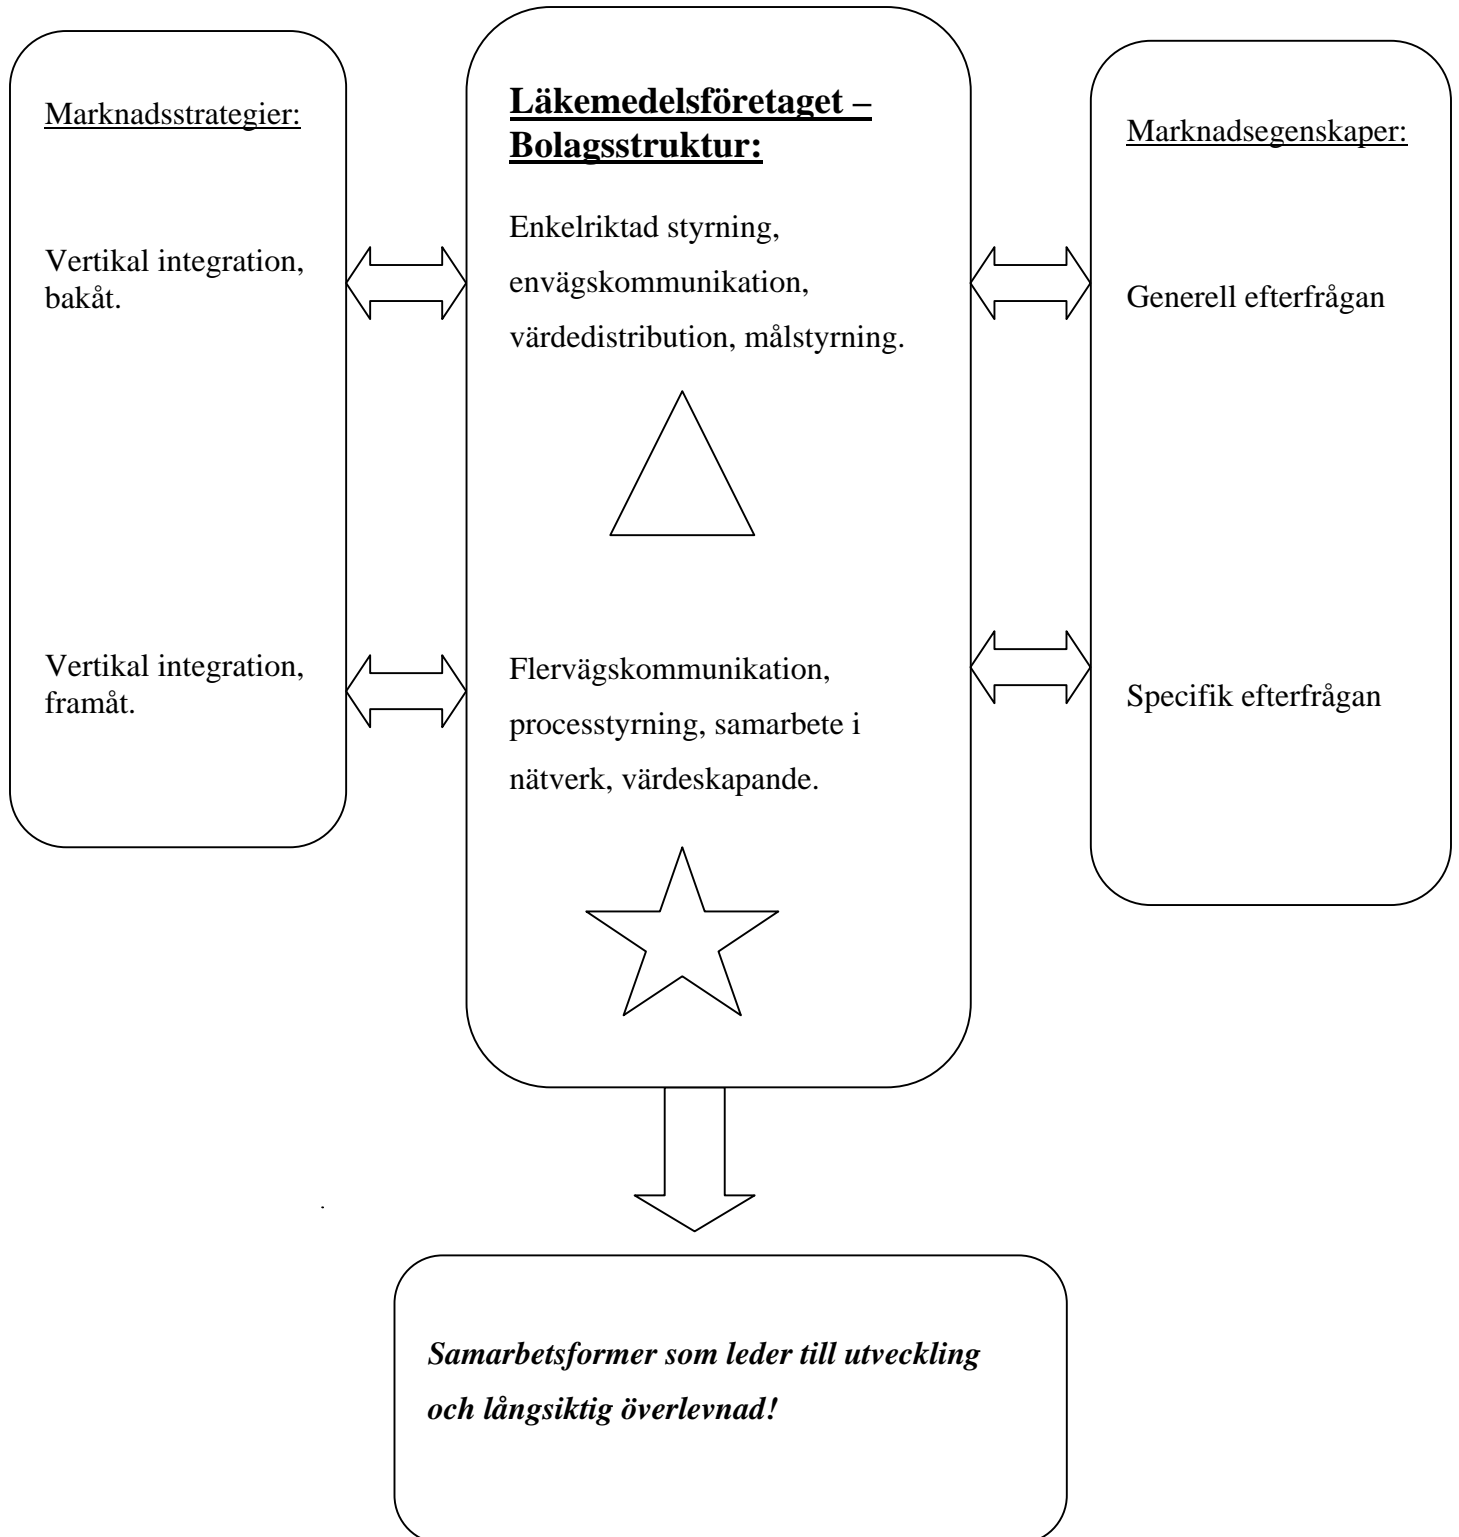 Marknadsstrategier:
Vertikal integration,
bakåt.
Vertikal integration,
framåt.
Läkemedelsföretaget –
Bolagsstruktur:
Enkelriktad styrning,
envägskommunikation,
värdedistribution, målstyrning.
Flervägskommunikation,
processtyrning, samarbete i
nätverk, värdeskapande.
Marknadsegenskaper:
Generell efterfrågan
Specifik efterfrågan
Samarbetsformer som leder till utveckling
och långsiktig överlevnad!